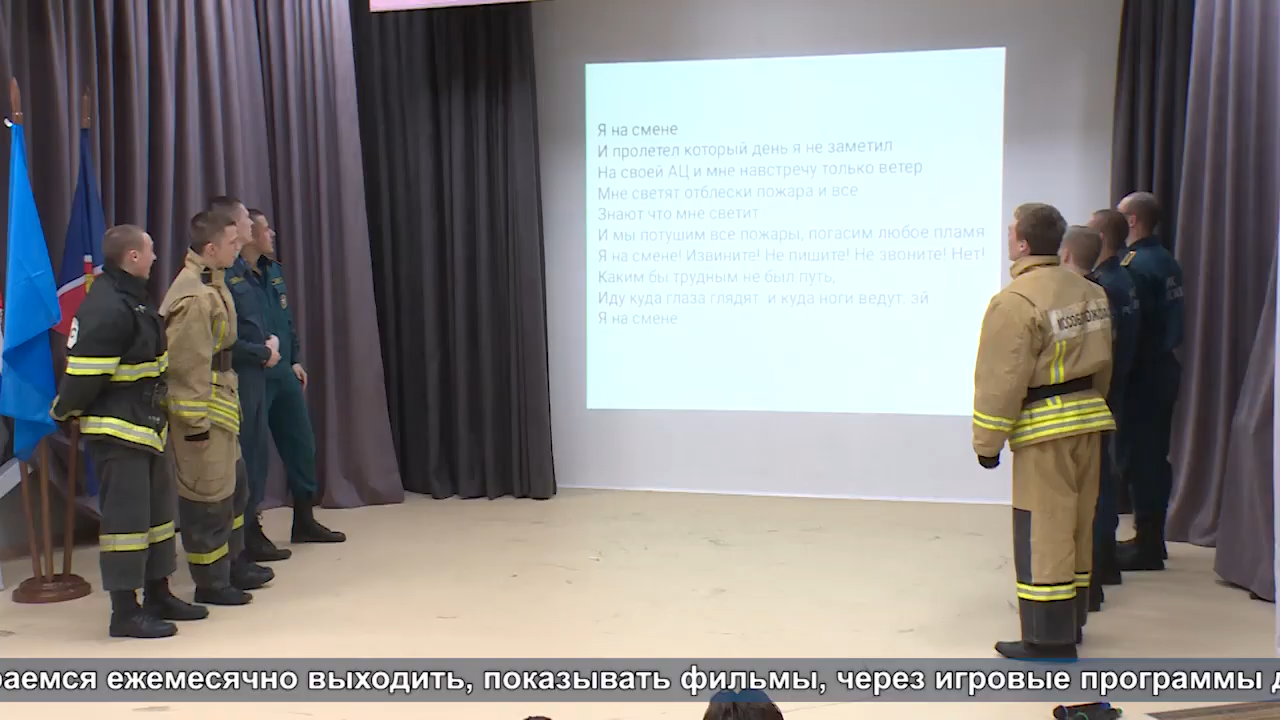 Я на смене
И пролетел который день я не заметил
На своей АЦ и мне навстречу только ветер
Мне светят отблески пожара и все
Знают что мне светит
И мы потушим все пожары, погасим любое пламя
Я на смене! Извините! Не пишите! Не звоните! Нет!
Каким бы трудным не был путь,
Иду куда глаза глядят и куда ноги ведут. эй
Я на смене
раемся ежемесячно выходить, показывать фильмы, через игровые программы д